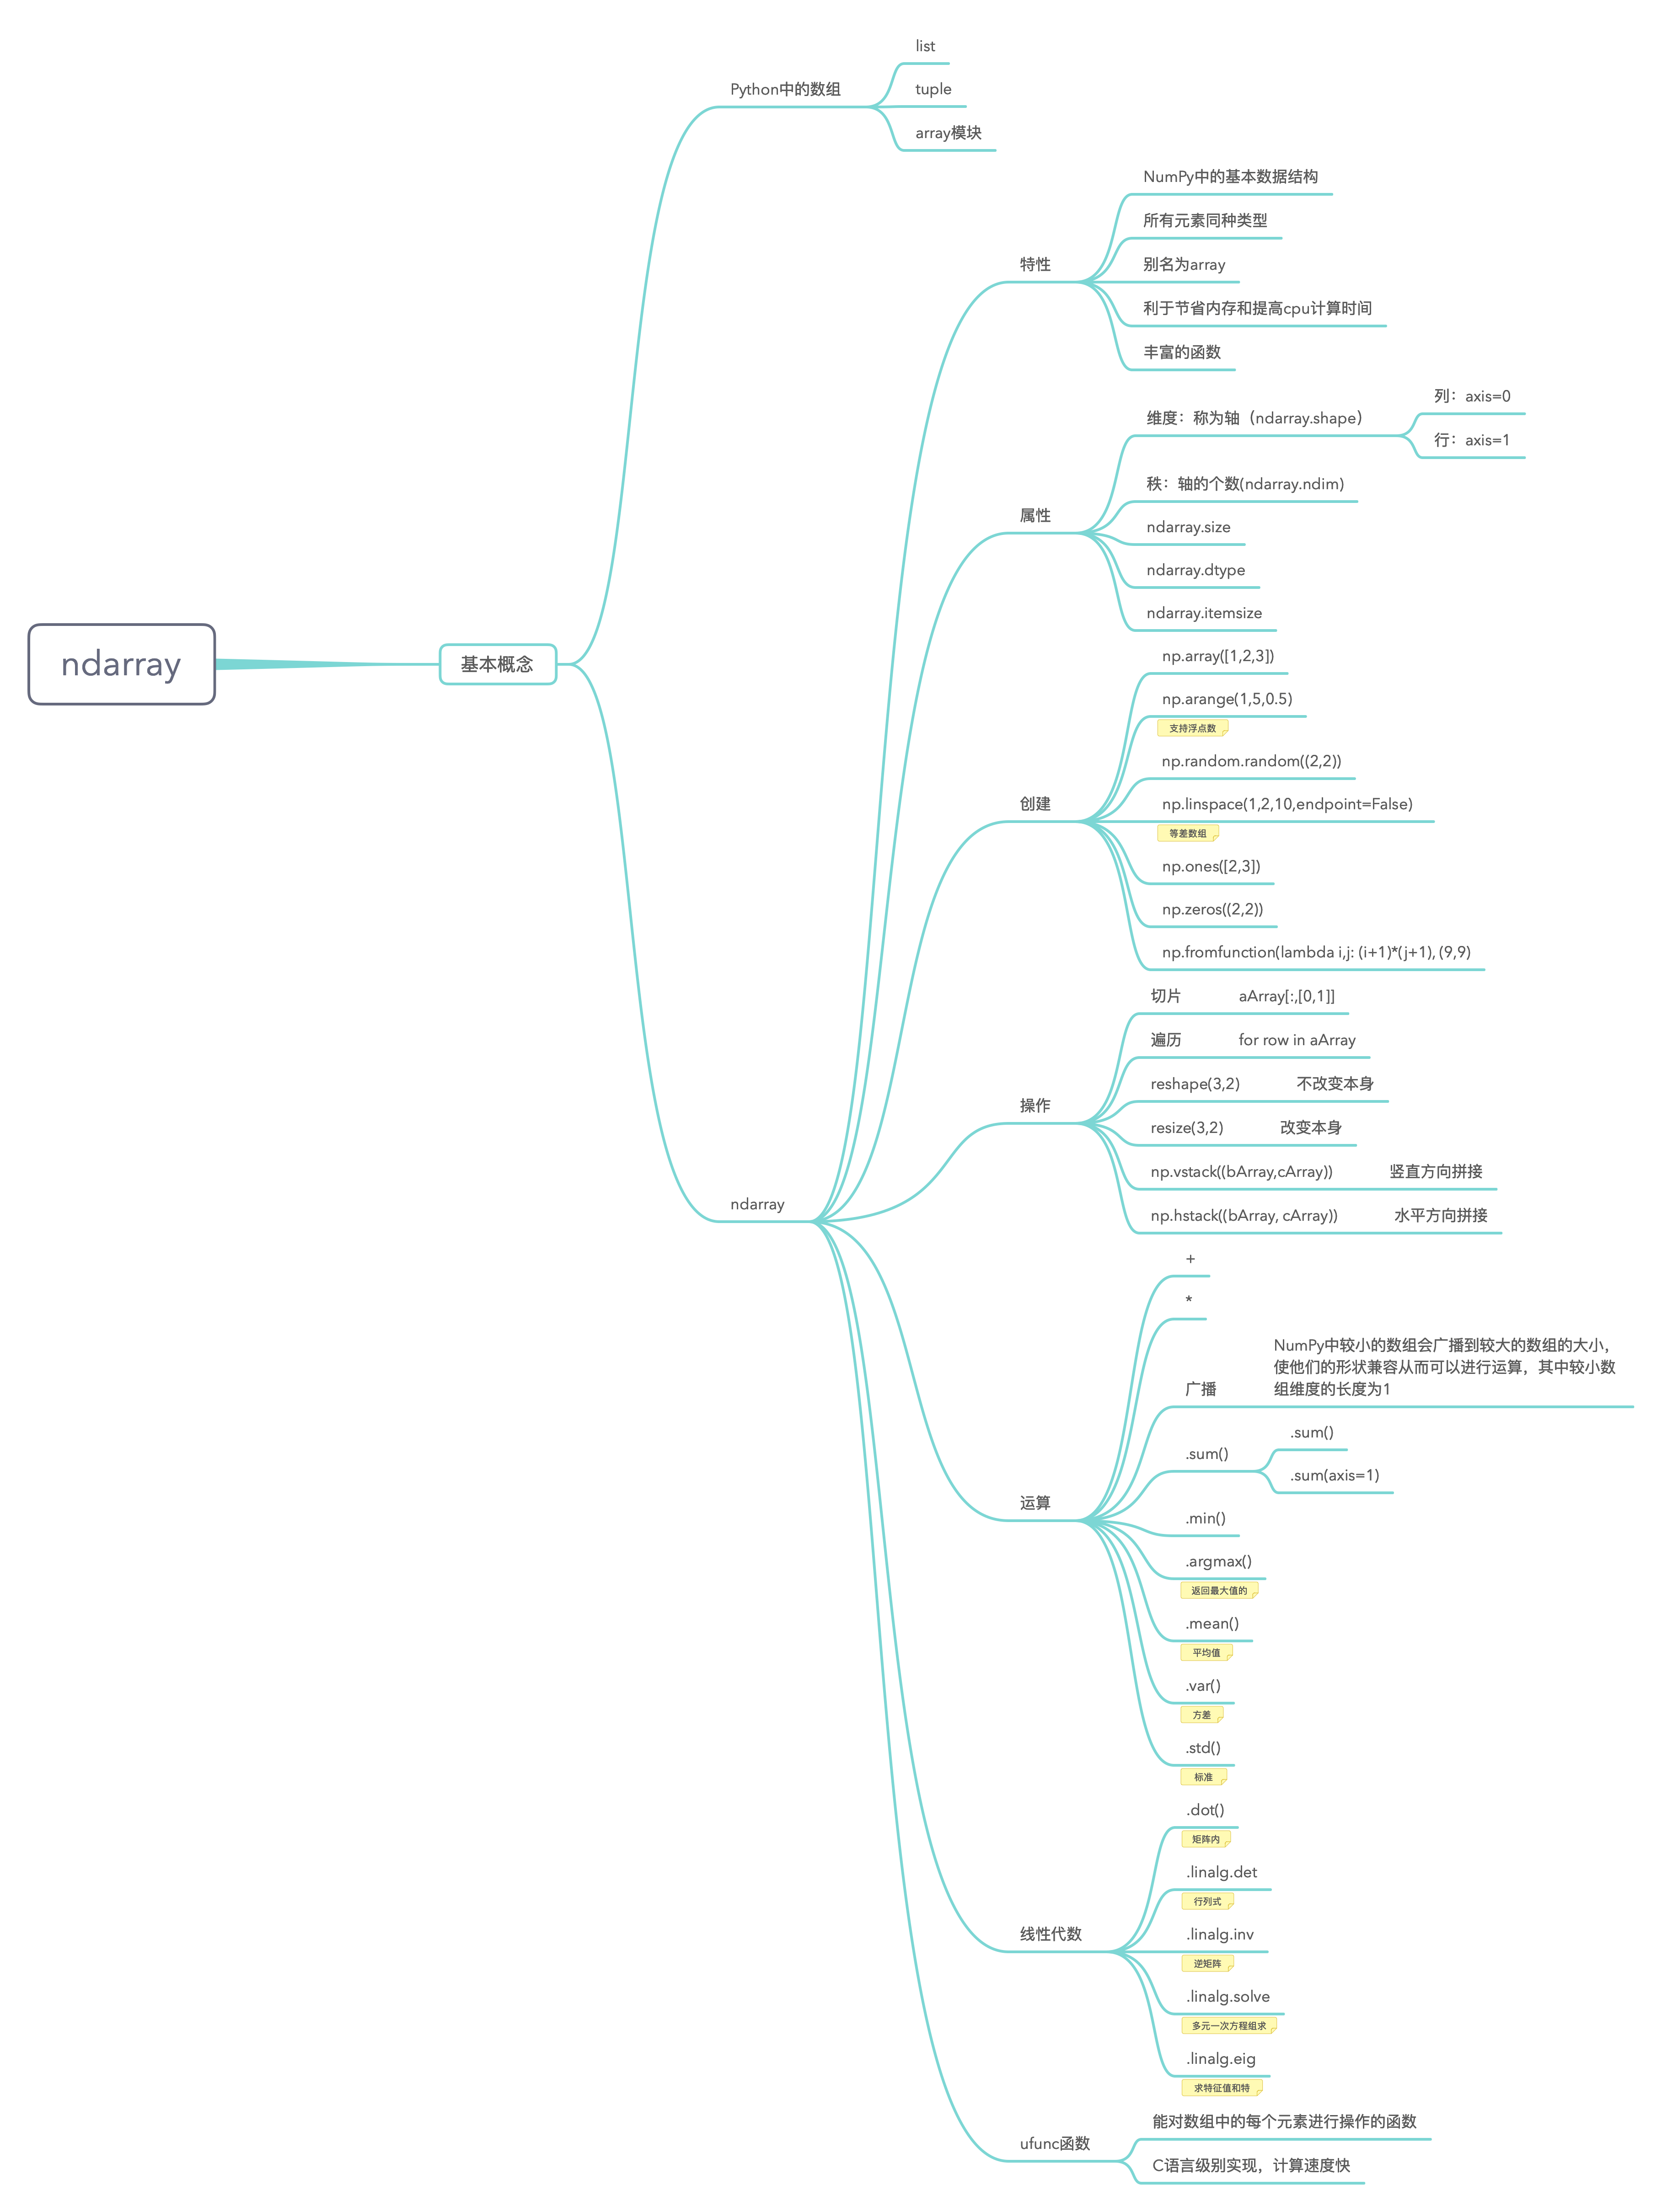 ndarray
基本概念
Python中的数组
list
tuple
array模块
ndarray
特性
NumPy中的基本数据结构
所有元素同种类型
别名为array
利于节省内存和提高cpu计算时间
丰富的函数
属性
维度：称为轴（ndarray.shape）
列：axis=0
行：axis=1
秩：轴的个数(ndarray.ndim)
ndarray.size
ndarray.dtype
ndarray.itemsize
创建
np.array([1,2,3])
np.arange(1,5,0.5)
支持浮点数
np.random.random((2,2))
np.linspace(1,2,10,endpoint=False)
等差数组
np.ones([2,3])
np.zeros((2,2))
np.fromfunction(lambda i,j: (i+1)*(j+1), (9,9)
操作
切片 aArray[:,[0,1]]
遍历 for row in aArray
reshape(3,2) 不改变本身
resize(3,2) 改变本身
np.vstack((bArray,cArray)) 竖直方向拼接
np.hstack((bArray, cArray)) 水平方向拼接
运算
+
*
广播
NumPy中较小的数组会广播到较大的数组的大小，
使他们的形状兼容从而可以进行运算，其中较小数
组维度的长度为1
.sum()
.sum()
.sum(axis=1)
.min()
.argmax()
返回最大值的
.mean()
平均值
.var()
方差
.std()
标准
线性代数
.dot()
矩阵内
.linalg.det
行列式
.linalg.inv
逆矩阵
.linalg.solve
多元一次方程组求
.linalg.eig
求特征值和特
ufunc函数
能对数组中的每个元素进行操作的函数
C语言级别实现，计算速度快